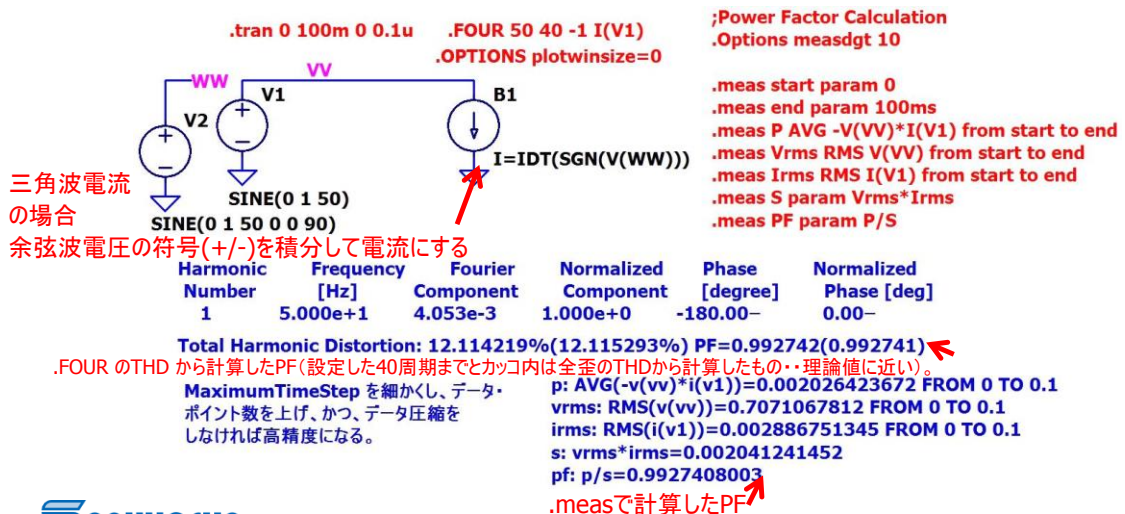 .tran 0 100m 0 0.1u
.FOUR 50 40 -1 I(V1)
.OPTIONS plotwinsize=0
;Power Factor Calculation
.Options measdgt 10
.meas start param 0
.meas end param 100ms
.meas P AVG -V(VV)*I(V1) from start to end
.meas Vrms RMS V(VV) from start to end
.meas Irms RMS I(V1) from start to end
.meas S param Vrms*Irms
.meas PF param P/S
WW
VV
V1
V2
B1
I=IDT(SGN(V(WW)))
SINE(0 1 50)
SINE(0 1 50 0 0 90)
三角波電流
の場合
余弦波電圧の符号(+/-)を積分して電流にする
Harmonic Frequency Fourier Normalized Phase Normalized
Number [Hz] Component Component [degree] Phase [deg]
1 5.000e+1 4.053e-3 1.000e+0 -180.00− 0.00−
Total Harmonic Distortion: 12.114219%(12.115293%) PF=0.992742(0.992741)
.FOUR のTHD から計算したPF(設定した40周期までとカッコ内は全歪のTHDから計算したもの・・理論値に近い)。
MaximumTimeStep を細かくし、データ・
ポイント数を上げ、かつ、データ圧縮を
しなければ高精度になる。
p: AVG(-v(vv)*i(v1))=0.002026423672 FROM 0 TO 0.1
vrms: RMS(v(vv))=0.7071067812 FROM 0 TO 0.1
irms: RMS(i(v1))=0.002886751345 FROM 0 TO 0.1
s: vrms*irms=0.002041241452
pf: p/s=0.9927408003
.measで計算したPF